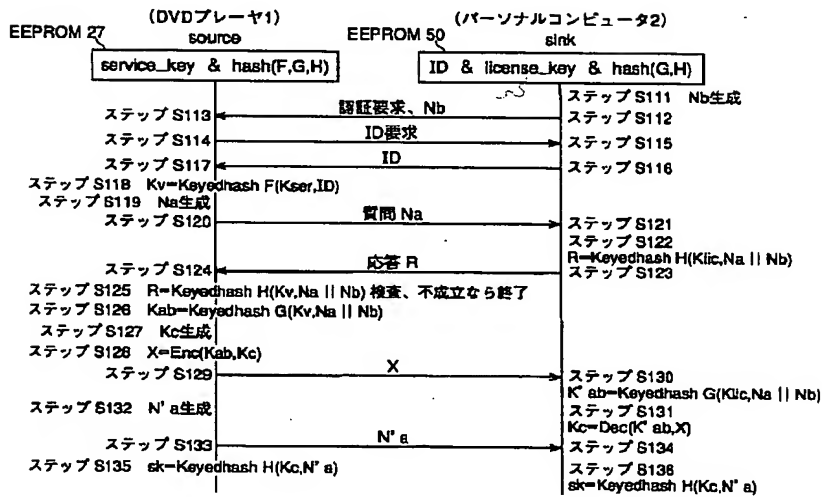 (DVDプレーヤ1)
(パーソナルコンピュータ2)
EEPROM 27
source
EEPROM 50
sink
service_key & hash(F,G,H)
ID & license_key & hash(G,H)
ステップ S111 Nb生成
ステップ S113
認証要求、Nb
ステップ S112
ステップ S114
ID要求
ステップ S115
ステップ S117
ID
ステップ S116
ステップ S118 Kv=Keyedhash F(Kser,ID)
ステップ S119 Na生成
ステップ S120
質問 Na
ステップ S121
ステップ S122
R=Keyedhash H(Klic,Na || Nb)
ステップ S124
応答 R
ステップ S123
ステップ S125 R=Keyedhash H(Kv,Na || Nb) 検査、不成立なら終了
ステップ S126 Kab=Keyedhash G(Kv,Na || Nb)
ステップ S127 Kc生成
ステップ S128 X=Enc(Kab,Kc)
ステップ S129
X
ステップ S130
K'ab=Keyedhash G(Klic,Na || Nb)
ステップ S132 N'a生成
ステップ S131
Kc=Dec(K'ab,X)
ステップ S133
N'a
ステップ S134
ステップ S135 sk=Keyedhash H(Kc,N'a)
ステップ S136
sk=Keyedhash H(Kc,N'a)